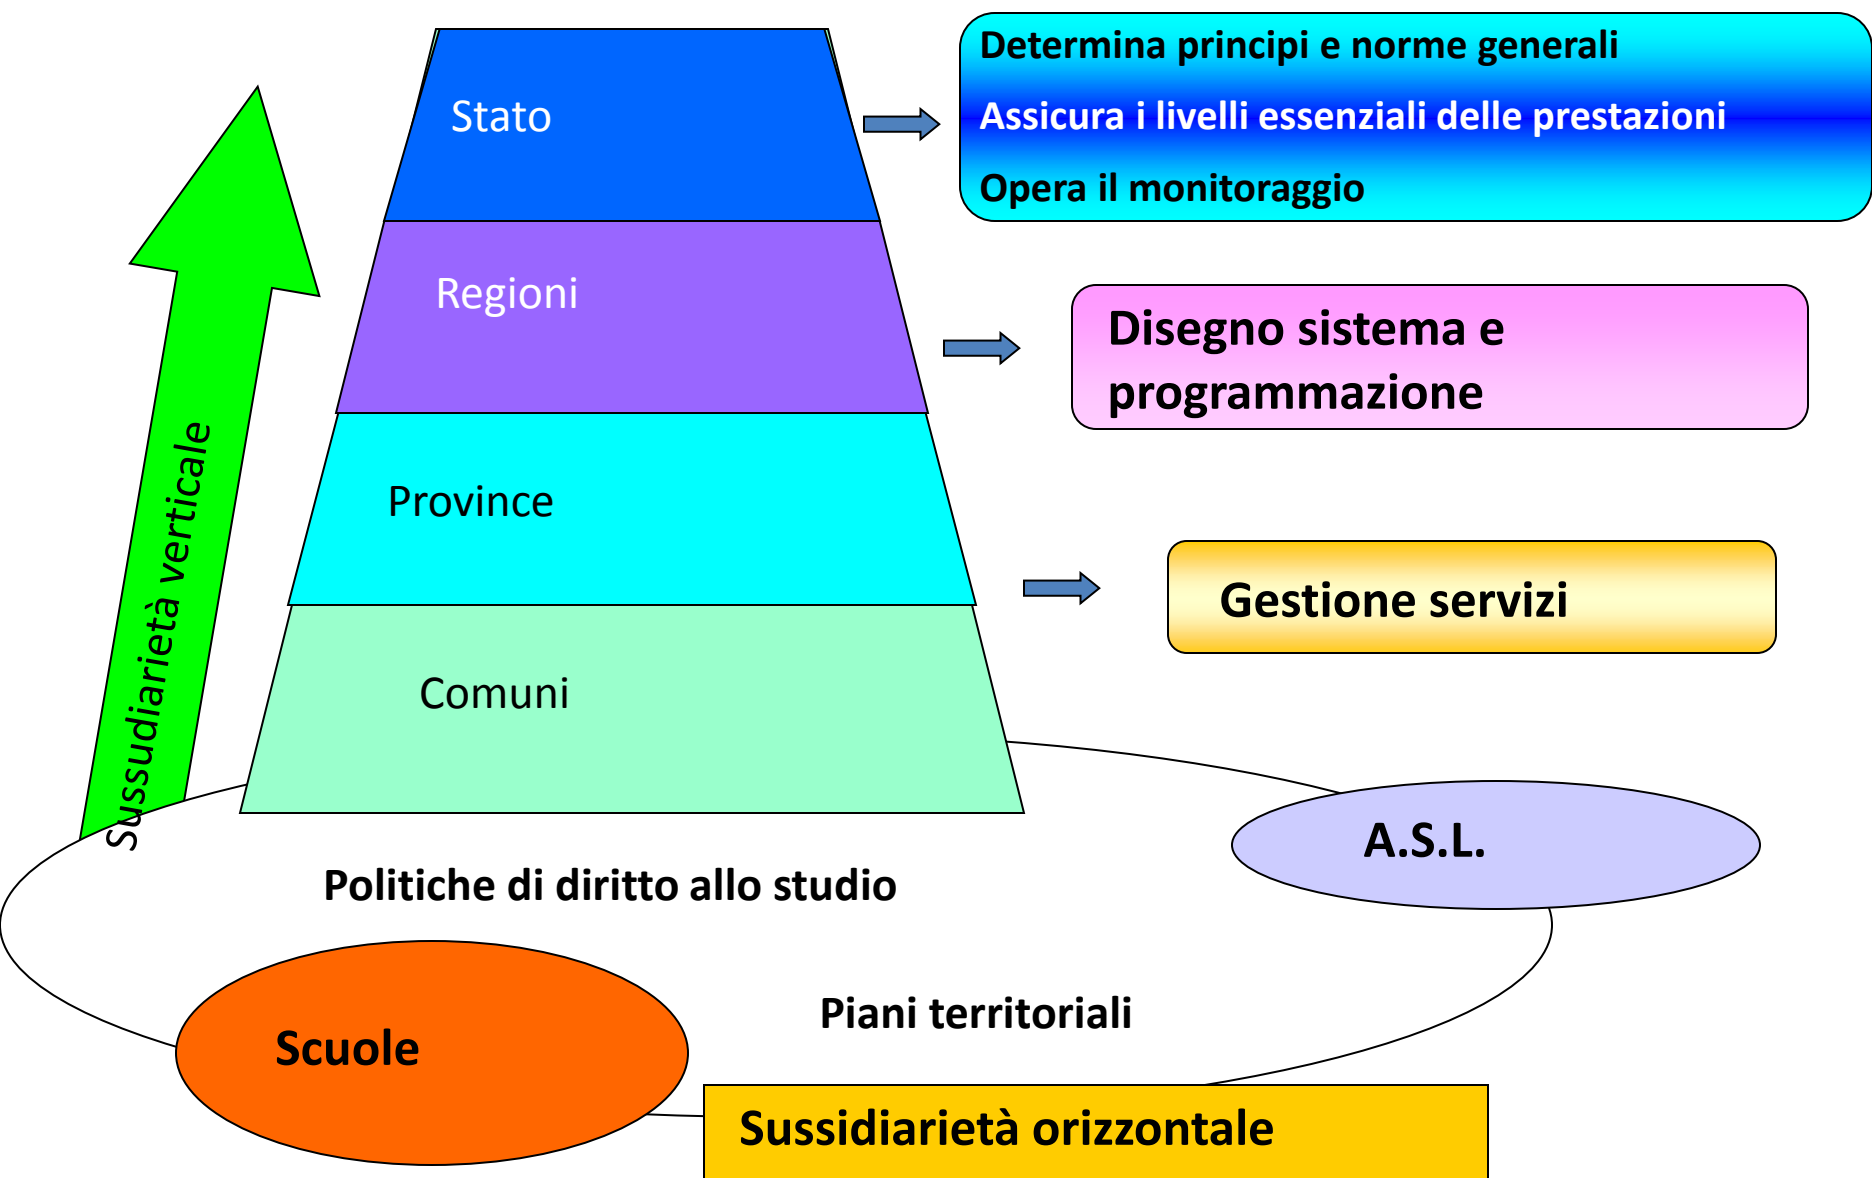 Determina principi e norme generali
Stato
Assicura i livelli essenziali delle prestazioni
Opera il monitoraggio
Regioni
Disegno sistema e
programmazione
Sussudiarietà verticale
Province
Gestione servizi
Comuni
A.S.L.
Politiche di diritto allo studio
Piani territoriali
Scuole
Sussidiarietà orizzontale